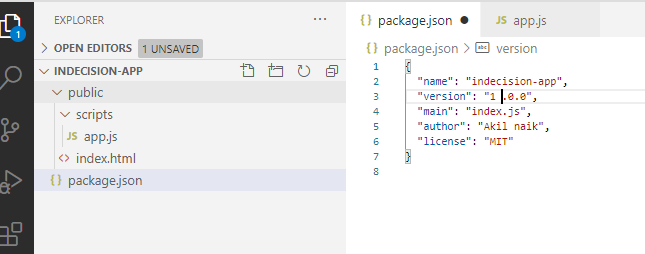 EXPLORER
OPEN EDITORS 1 UNSAVED
INDECISION-APP
public
scripts
JS app.js
<> index.html
{} package.json
1
{} package.json ● app.js
{} package.json > abc version
1 {
2 "name": "indecision-app",
3 "version": "1 .0.0",
4 "main": "index.js",
5 "author": "Akil naik",
6 "license": "MIT"
7 }
8